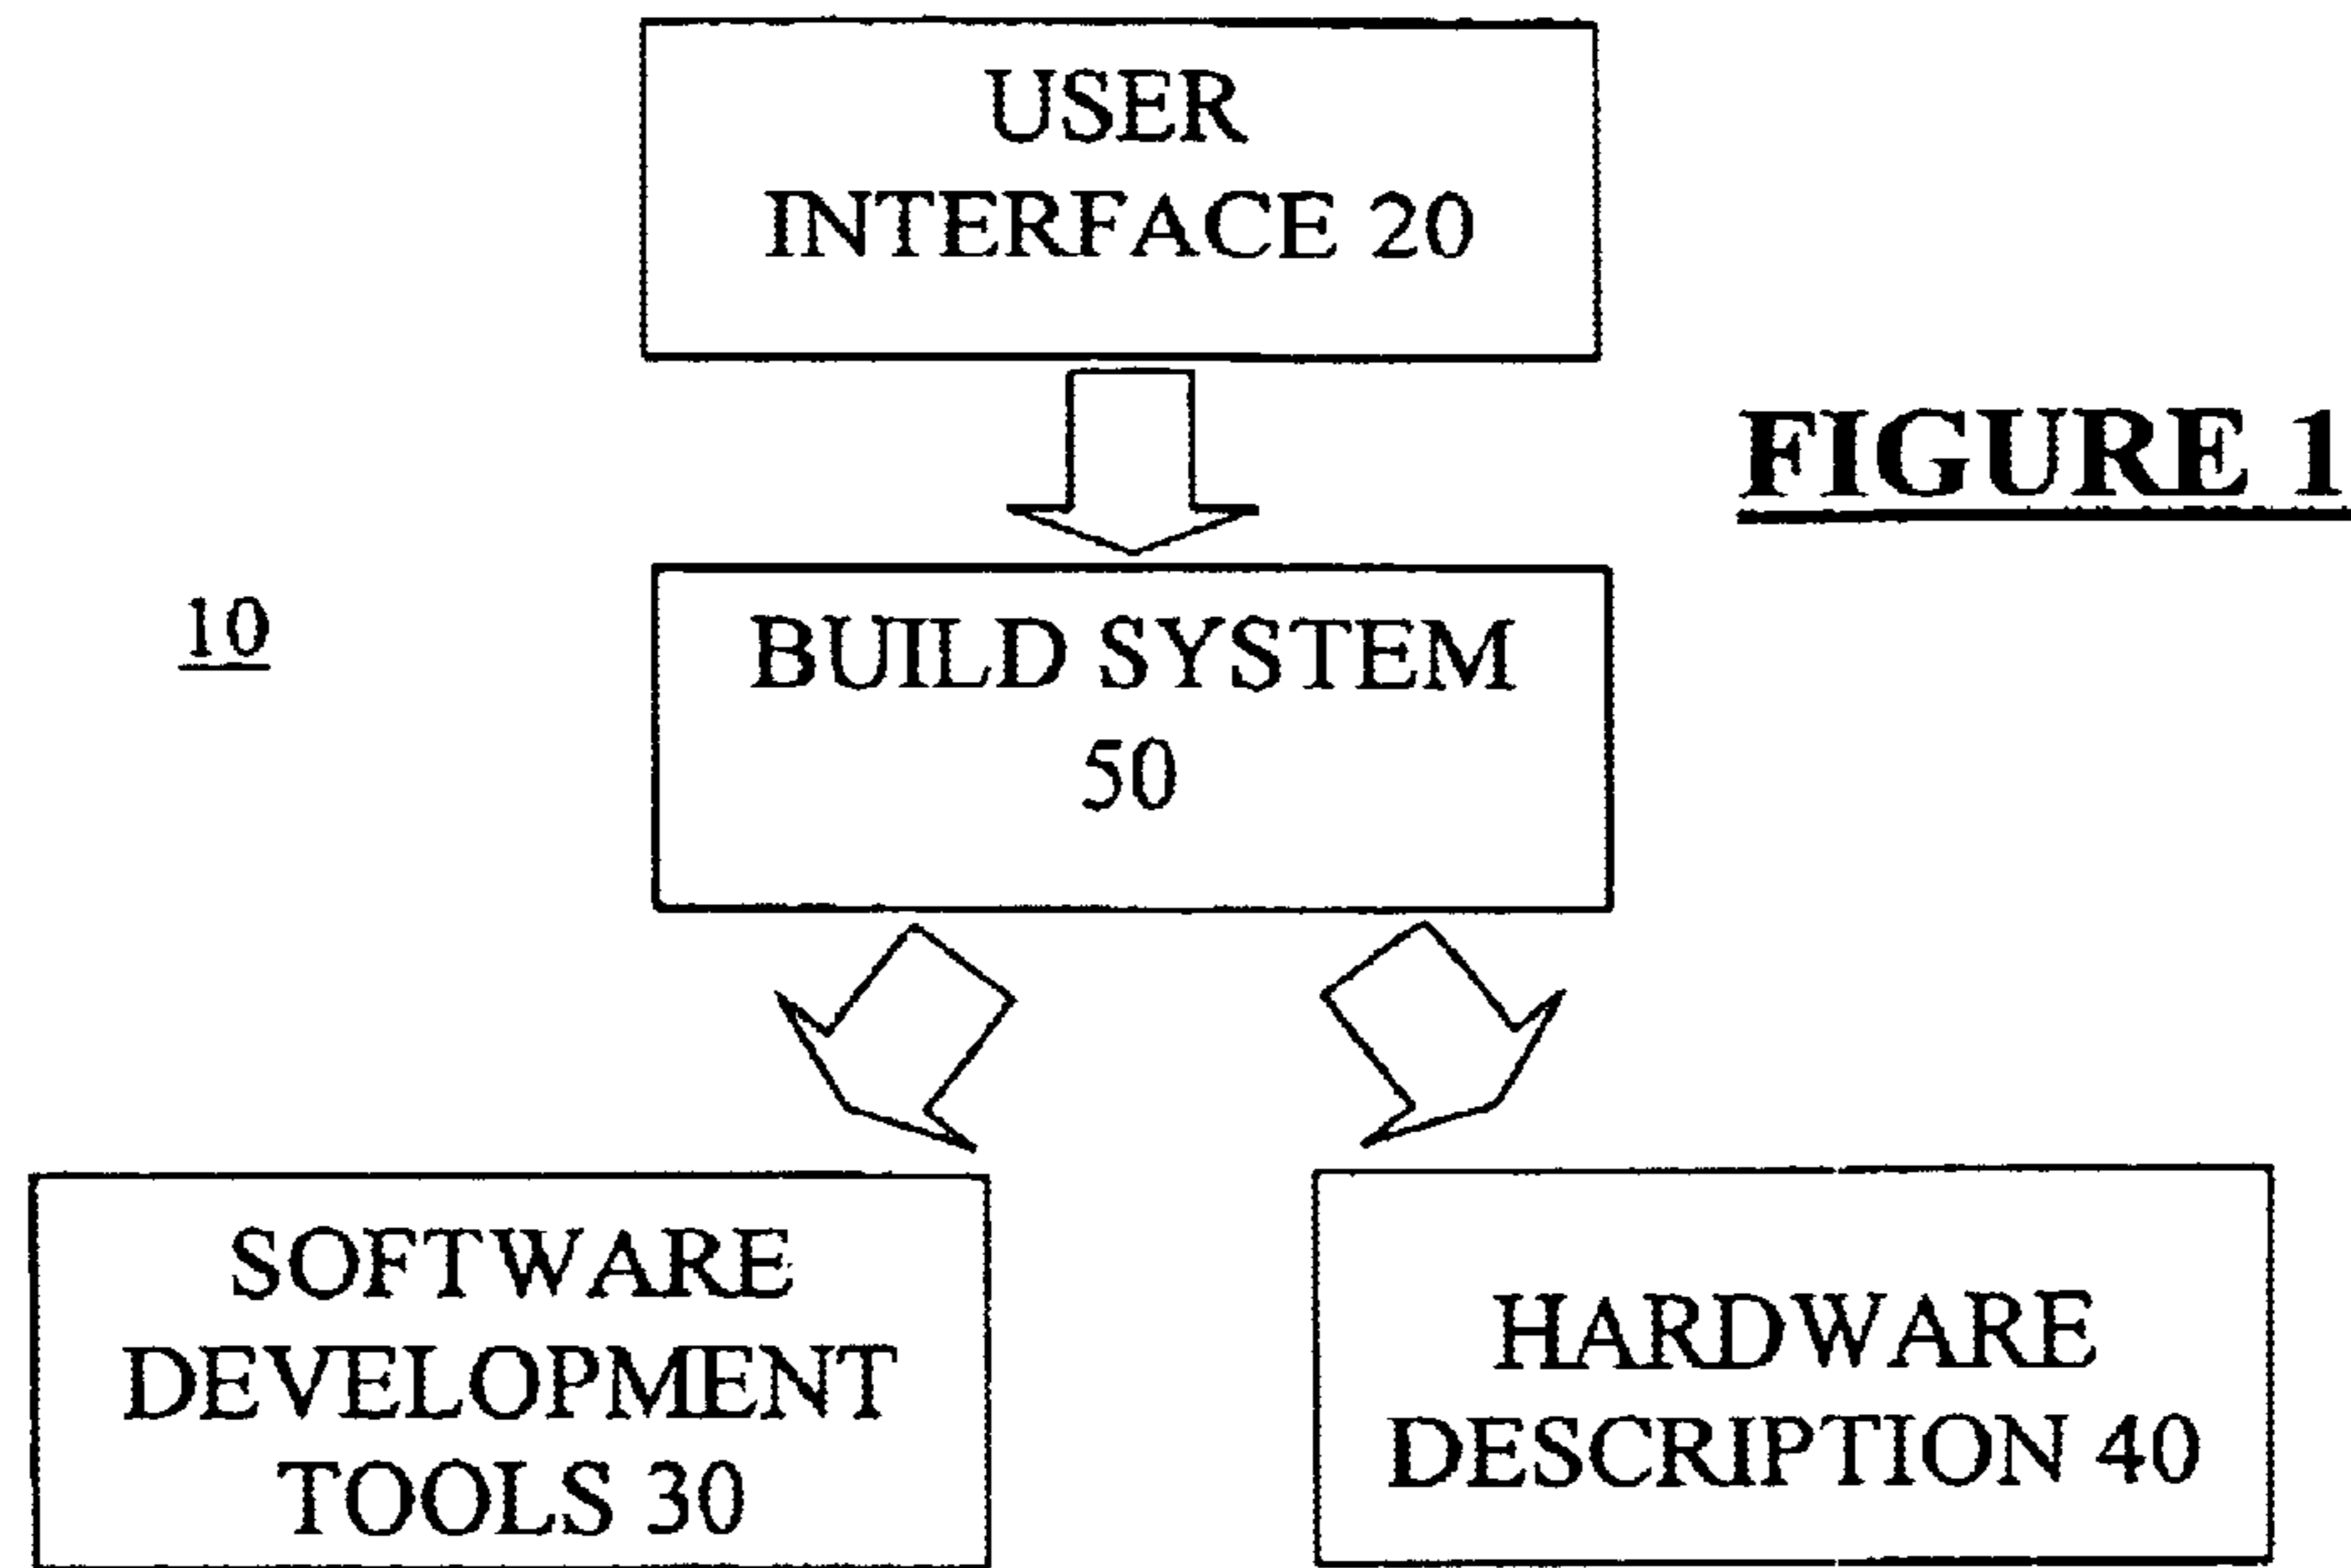 USER
INTERFACE 20
FIGURE 1
10
BUILD SYSTEM
50
SOFTWARE
DEVELOPMENT
TOOLS 30
HARDWARE
DESCRIPTION 40